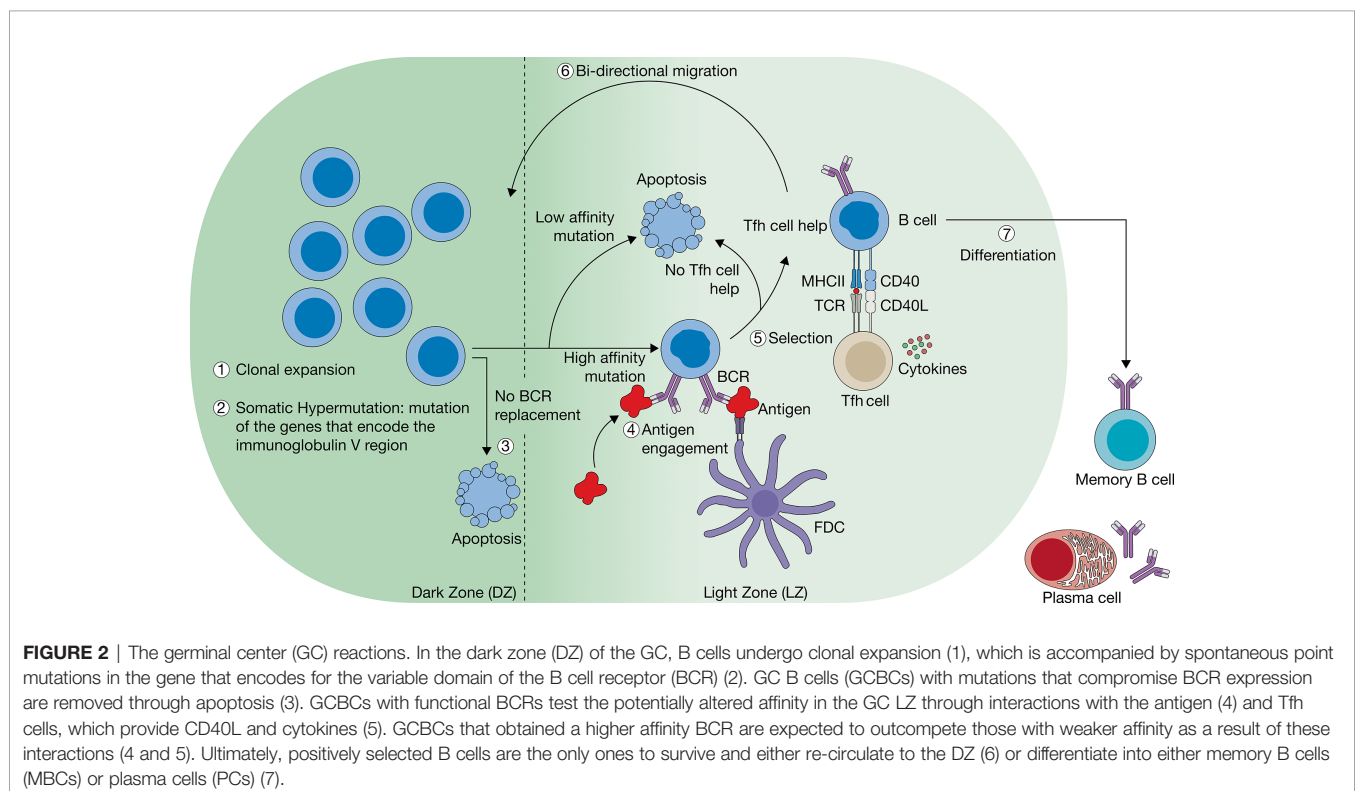 ⑥ Bi-directional migration
Apoptosis
Low affinity
mutation
No Tfh cell
help
Tfh cell help
B cell
⑦
Differentiation
MHCII
CD40
TCR
CD40L
⑤ Selection
Cytokines
Tfh cell
① Clonal expansion
② Somatic Hypermutation: mutation
of the genes that encode the
immunoglobulin V region
High affinity
mutation
BCR
No BCR
replacement
Antigen
④ Antigen
engagement
③
Apoptosis
FDC
Memory B cell
Plasma cell
Dark Zone (DZ)
Light Zone (LZ)
FIGURE 2 | The germinal center (GC) reactions. In the dark zone (DZ) of the GC, B cells undergo clonal expansion (1), which is accompanied by spontaneous point
mutations in the gene that encodes for the variable domain of the B cell receptor (BCR) (2). GC B cells (GCBCs) with mutations that compromise BCR expression
are removed through apoptosis (3). GCBCs with functional BCRs test the potentially altered affinity in the GC LZ through interactions with the antigen (4) and Tfh
cells, which provide CD40L and cytokines (5). GCBCs that obtained a higher affinity BCR are expected to outcompete those with weaker affinity as a result of these
interactions (4 and 5). Ultimately, positively selected B cells are the only ones to survive and either re-circulate to the DZ (6) or differentiate into either memory B cells
(MBCs) or plasma cells (PCs) (7).